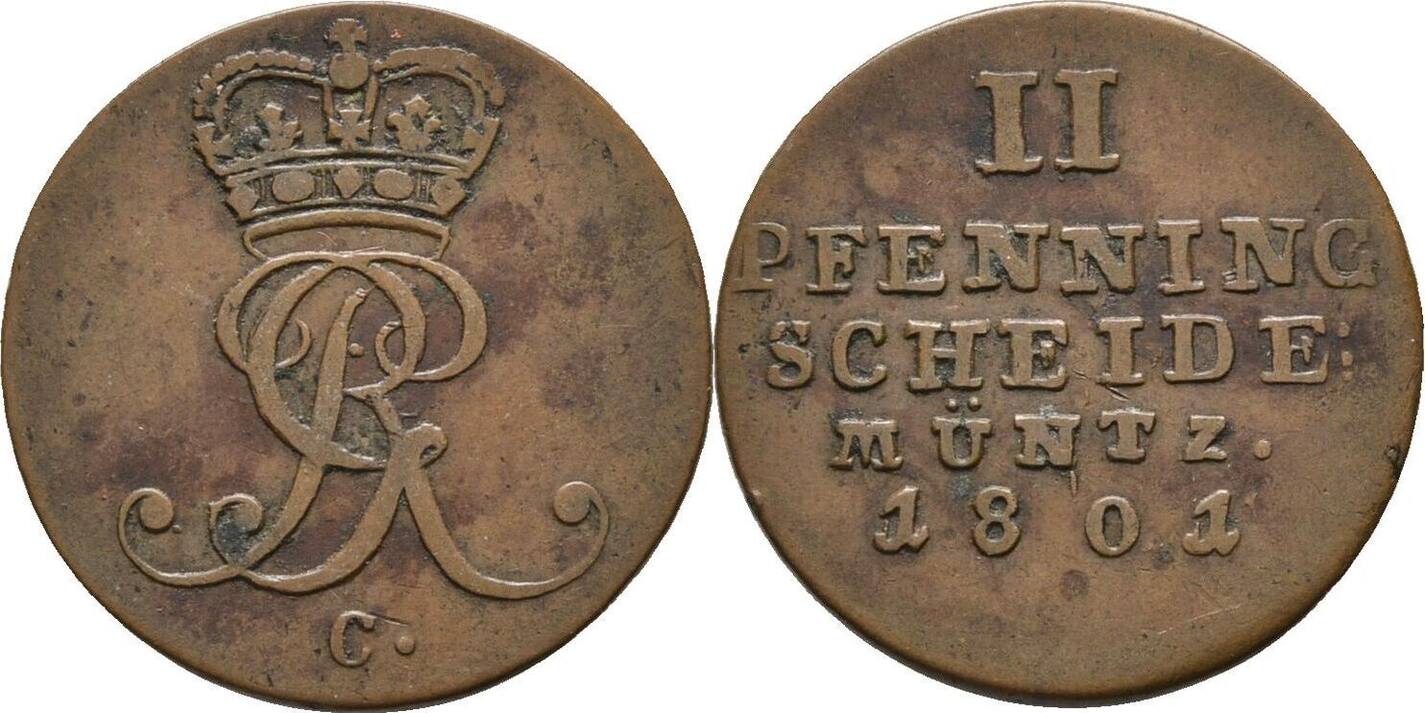 GR
C.
II
PFENNING
SCHEIDE:
MÜNTZ.
1801